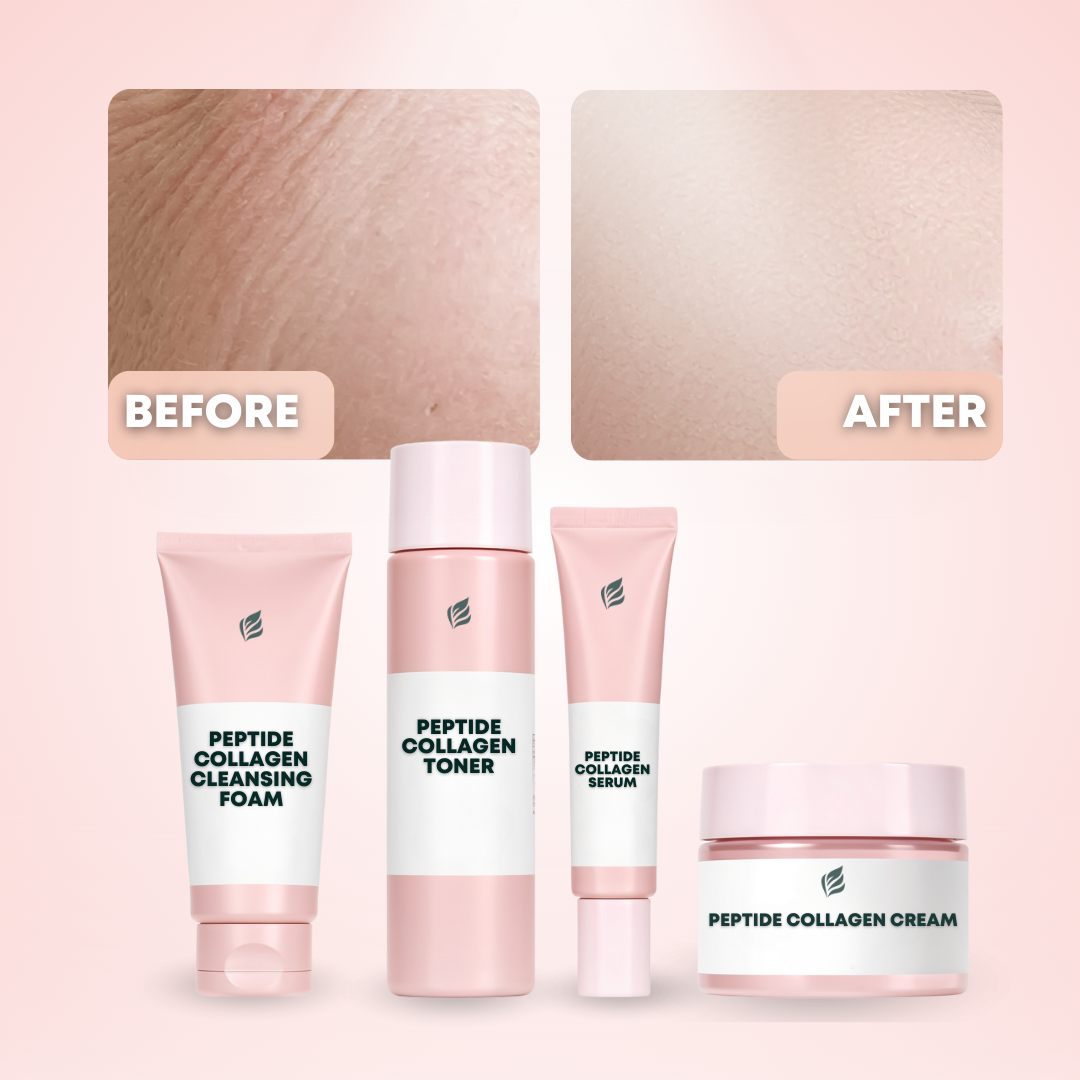 BEFORE
AFTER
PEPTIDE
COLLAGEN
CLEANSING
FOAM
PEPTIDE
COLLAGEN
TONER
PEPTIDE
COLLAGEN
SERUM
PEPTIDE COLLAGEN CREAM